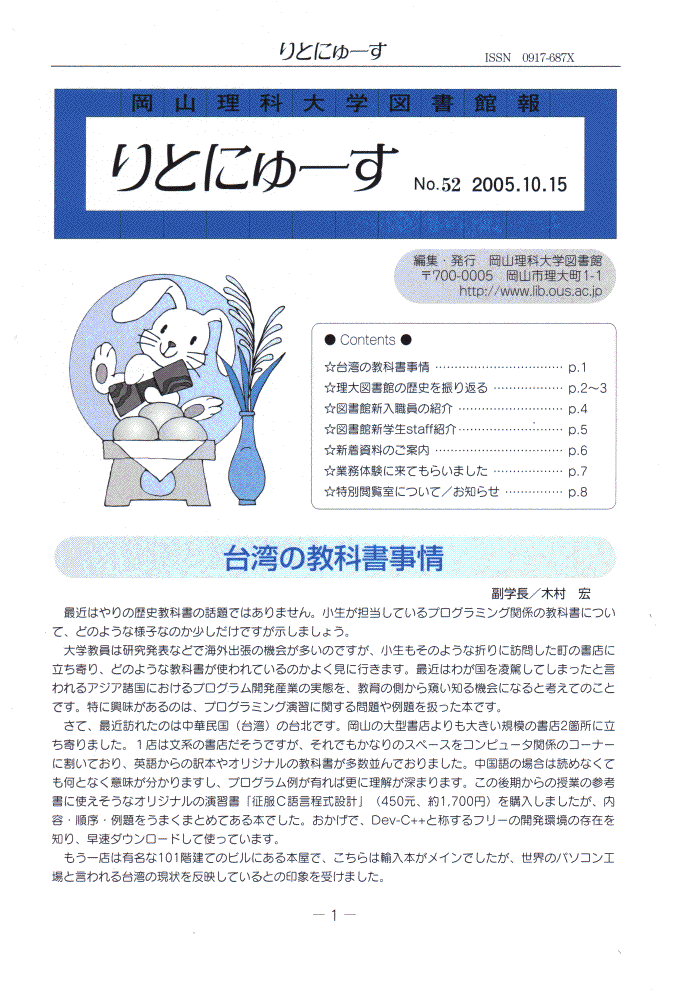 りとにゅーす ISSN 0917-687X
岡山理科大学図書館報
りとにゅーす No.52 2005.10.15
編集・発行 岡山理科大学図書館
〒700-0005 岡山市理大町1-1
http://www.lib.ous.ac.jp
● Contents ●
☆台湾の教科書事情 ………………………… p.1
☆理大図書館の歴史を振り返る ……………… p.2～3
☆図書館新入職員の紹介 …………………… p.4
☆図書館新学生staff紹介…………………… p.5
☆新着資料のご案内 ………………………… p.6
☆業務体験に来てもらいました ……………… p.7
☆特別閲覧室について／お知らせ …………… p.8
台湾の教科書事情
副学長／木村 宏
最近はやりの歴史教科書の話題ではありません。小生が担当しているプログラミング関係の教科書につい
て、どのような様子なのか少しだけですが示しましょう。
大学教員は研究発表などで海外出張の機会が多いのですが、小生もそのような折りに訪問した町の書店に
立ち寄り、どのような教科書が使われているのかよく見に行きます。最近はわが国を凌駕してしまったと言
われるアジア諸国におけるプログラム開発産業の実態を、教育の側から窺い知る機会になると考えてのこと
です。特に興味があるのは、プログラミング演習に関する問題や例題を扱った本です。
さて、最近訪れたのは中華民国（台湾）の台北です。岡山の大型書店よりも大きい規模の書店2箇所に立
ち寄りました。１店は文系の書店だそうですが、それでもかなりのスペースをコンピュータ関係のコーナー
に割いており、英語からの訳本やオリジナルの教科書が多数並んでおりました。中国語の場合は読めなくて
も何となく意味が分かりますし、プログラム例が有れば更に理解が深まります。この後期からの授業の参考
書に使えそうなオリジナルの演習書「征服Ｃ語言程式設計」（450元、約1,700円）を購入しましたが、内
容・順序・例題をうまくまとめてある本でした。おかげで、Dev-C++と称するフリーの開発環境の存在を
知り、早速ダウンロードして使っています。
もう一店は有名な101階建てのビルにある本屋で、こちらは輸入本がメインでしたが、世界のパソコン工
場と言われる台湾の現状を反映しているとの印象を受けました。
― 1 ―